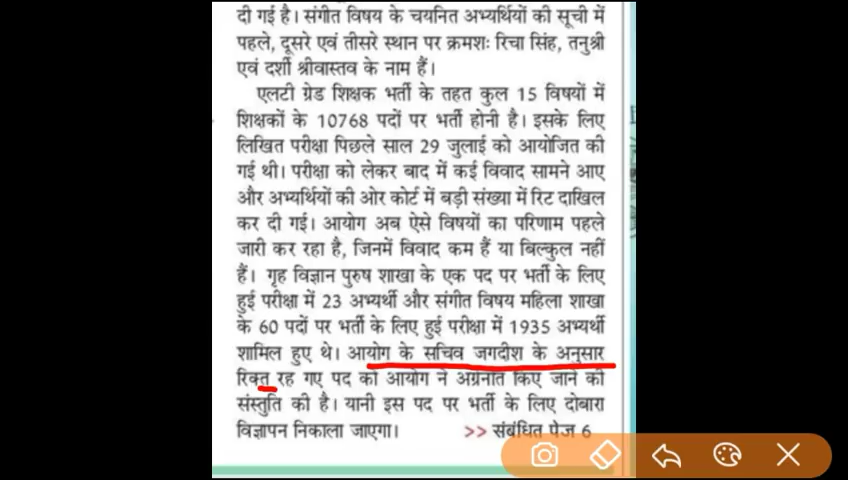 दी गई है। संगीत विषय के चयनित अभ्यर्थियों की सूची में
पहले, दूसरे एवं तीसरे स्थान पर क्रमशः रिचा सिंह, तनुश्री
एवं दर्शी श्रीवास्तव के नाम हैं।
एलटी ग्रेड शिक्षक भर्ती के तहत कुल 15 विषयों में
शिक्षकों के 10768 पदों पर भर्ती होनी है। इसके लिए
लिखित परीक्षा पिछले साल 29 जुलाई को आयोजित की
गई थी। परीक्षा को लेकर बाद में कई विवाद सामने आए
और अभ्यर्थियों की ओर कोर्ट में बड़ी संख्या में रिट दाखिल
कर दी गई। आयोग अब ऐसे विषयों का परिणाम पहले
जारी कर रहा है, जिनमें विवाद कम हैं या बिल्कुल नहीं
हैं। गृह विज्ञान पुरुष शाखा के एक पद पर भर्ती के लिए
हुई परीक्षा में 23 अभ्यर्थी और संगीत विषय महिला शाखा
के 60 पदों पर भर्ती के लिए हुई परीक्षा में 1935 अभ्यर्थी
शामिल हुए थे। आयोग के सचिव जगदीश के अनुसार
रिक्त रह गए पद को आयोग ने अग्रनीत किए जाने की
संस्तुति की है। यानी इस पद पर भर्ती के लिए दोबारा
विज्ञापन निकाला जाएगा। >> संबंधित पेज 6